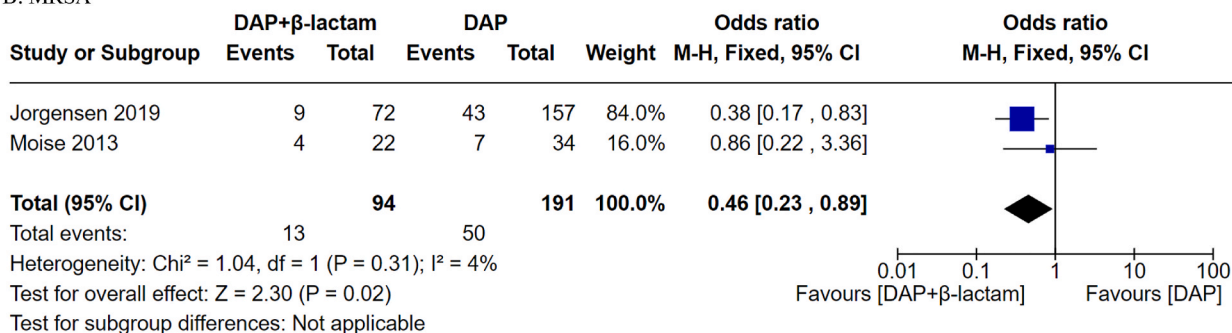 B. MRSA
DAP+β-lactam DAP Odds ratio Odds ratio
Study or Subgroup Events Total Events Total Weight M-H, Fixed, 95% CI M-H, Fixed, 95% CI
Jorgensen 2019 9 72 43 157 84.0% 0.38 [0.17 , 0.83]
Moise 2013 4 22 7 34 16.0% 0.86 [0.22 , 3.36]
Total (95% CI) 94 191 100.0% 0.46 [0.23 , 0.89]
Total events: 13 50
Heterogeneity: Chi² = 1.04, df = 1 (P = 0.31); I² = 4%
Test for overall effect: Z = 2.30 (P = 0.02)
Test for subgroup differences: Not applicable
0.01 0.1 1 10 100
Favours [DAP+β-lactam] Favours [DAP]